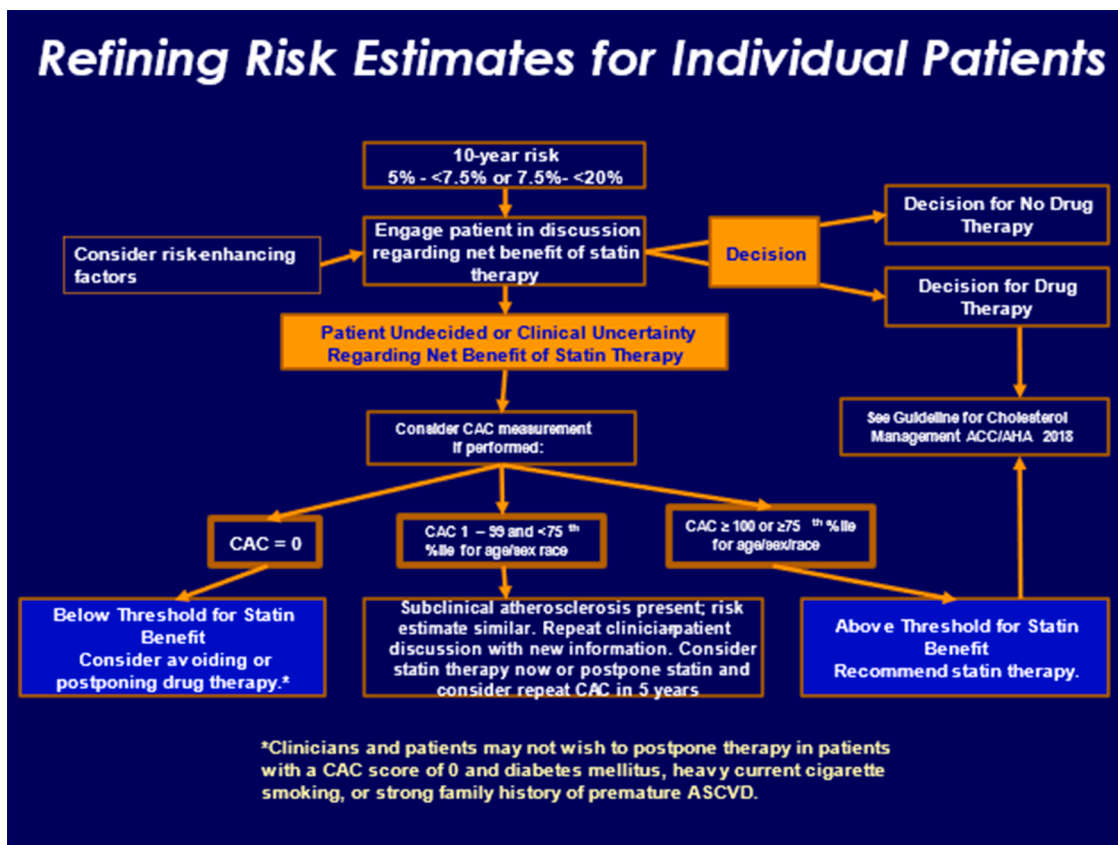 Refining Risk Estimates for Individual Patients
10-year risk
5% - <7.5% or 7.5%- <20%
Consider risk-enhancing
factors
Engage patient in discussion
regarding net benefit of statin
therapy
Decision
Decision for No Drug
Therapy
Decision for Drug
Therapy
Patient Undecided or Clinical Uncertainty
Regarding Net Benefit of Statin Therapy
See Guideline for Cholesterol
Management ACC/AHA 2018
Consider CAC measurement
If performed:
CAC = 0
CAC 1 – 99 and <75 th
%ile for age/sex race
CAC ≥ 100 or ≥75 th %ile
for age/sex/race
Below Threshold for Statin
Benefit
Consider avoiding or
postponing drug therapy.*
Subclinical atherosclerosis present; risk
estimate similar. Repeat clinician-patient
discussion with new information. Consider
statin therapy now or postpone statin and
consider repeat CAC in 5 years
Above Threshold for Statin
Benefit
Recommend statin therapy.
*Clinicians and patients may not wish to postpone therapy in patients
with a CAC score of 0 and diabetes mellitus, heavy current cigarette
smoking, or strong family history of premature ASCVD.